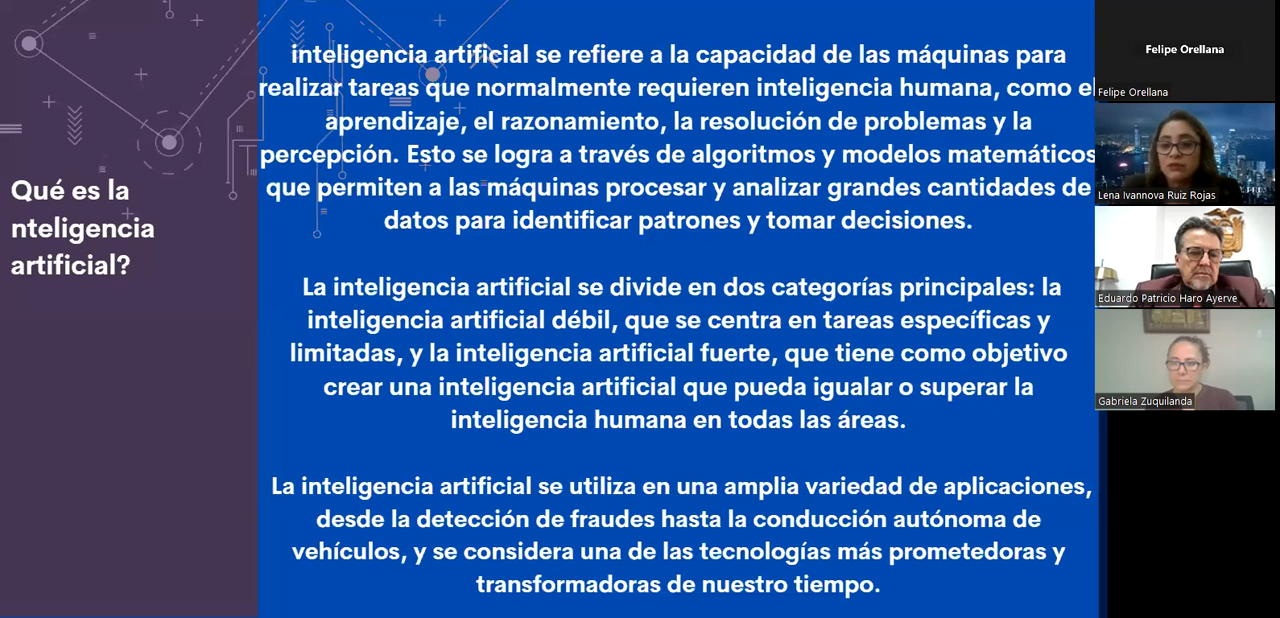 Qué es la
nteligencia
artificial?
inteligencia artificial se refiere a la capacidad de las máquinas para
realizar tareas que normalmente requieren inteligencia humana, como el
aprendizaje, el razonamiento, la resolución de problemas y la
percepción. Esto se logra a través de algoritmos y modelos matemáticos
que permiten a las máquinas procesar y analizar grandes cantidades de
datos para identificar patrones y tomar decisiones.
La inteligencia artificial se divide en dos categorías principales: la
inteligencia artificial débil, que se centra en tareas específicas y
limitadas, y la inteligencia artificial fuerte, que tiene como objetivo
crear una inteligencia artificial que pueda igualar o superar la
inteligencia humana en todas las áreas.
La inteligencia artificial se utiliza en una amplia variedad de aplicaciones,
desde la detección de fraudes hasta la conducción autónoma de
vehículos, y se considera una de las tecnologías más prometedoras y
transformadoras de nuestro tiempo.
Felipe Orellana
Felipe Orellana
Lena Ivannova Ruiz Rojas
Eduardo Patricio Haro Ayerve
Gabriela Zuquilanda